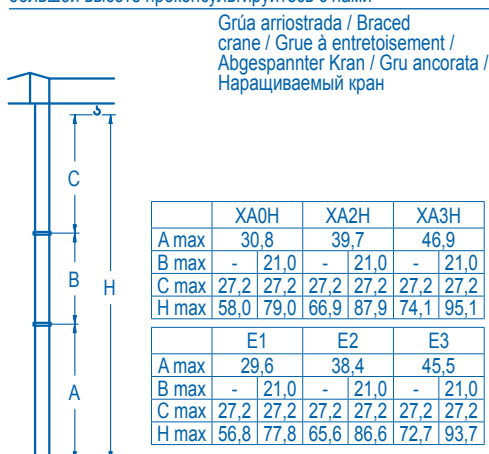 большей высоте проконсультируйтесь с нами
Grúa arriostrada / Braced
crane / Grue à entretoisement /
Abgespannter Kran / Gru ancorata /
Наращиваемый кран
C
B
H
A
XA0H XA2H XA3H
A max 30,8 39,7 46,9
B max - 21,0 - 21,0 - 21,0
C max 27,2 27,2 27,2 27,2 27,2 27,2
H max 58,0 79,0 66,9 87,9 74,1 95,1
E1 E2 E3
A max 29,6 38,4 45,5
B max - 21,0 - 21,0 - 21,0
C max 27,2 27,2 27,2 27,2 27,2 27,2
H max 56,8 77,8 65,6 86,6 72,7 93,7